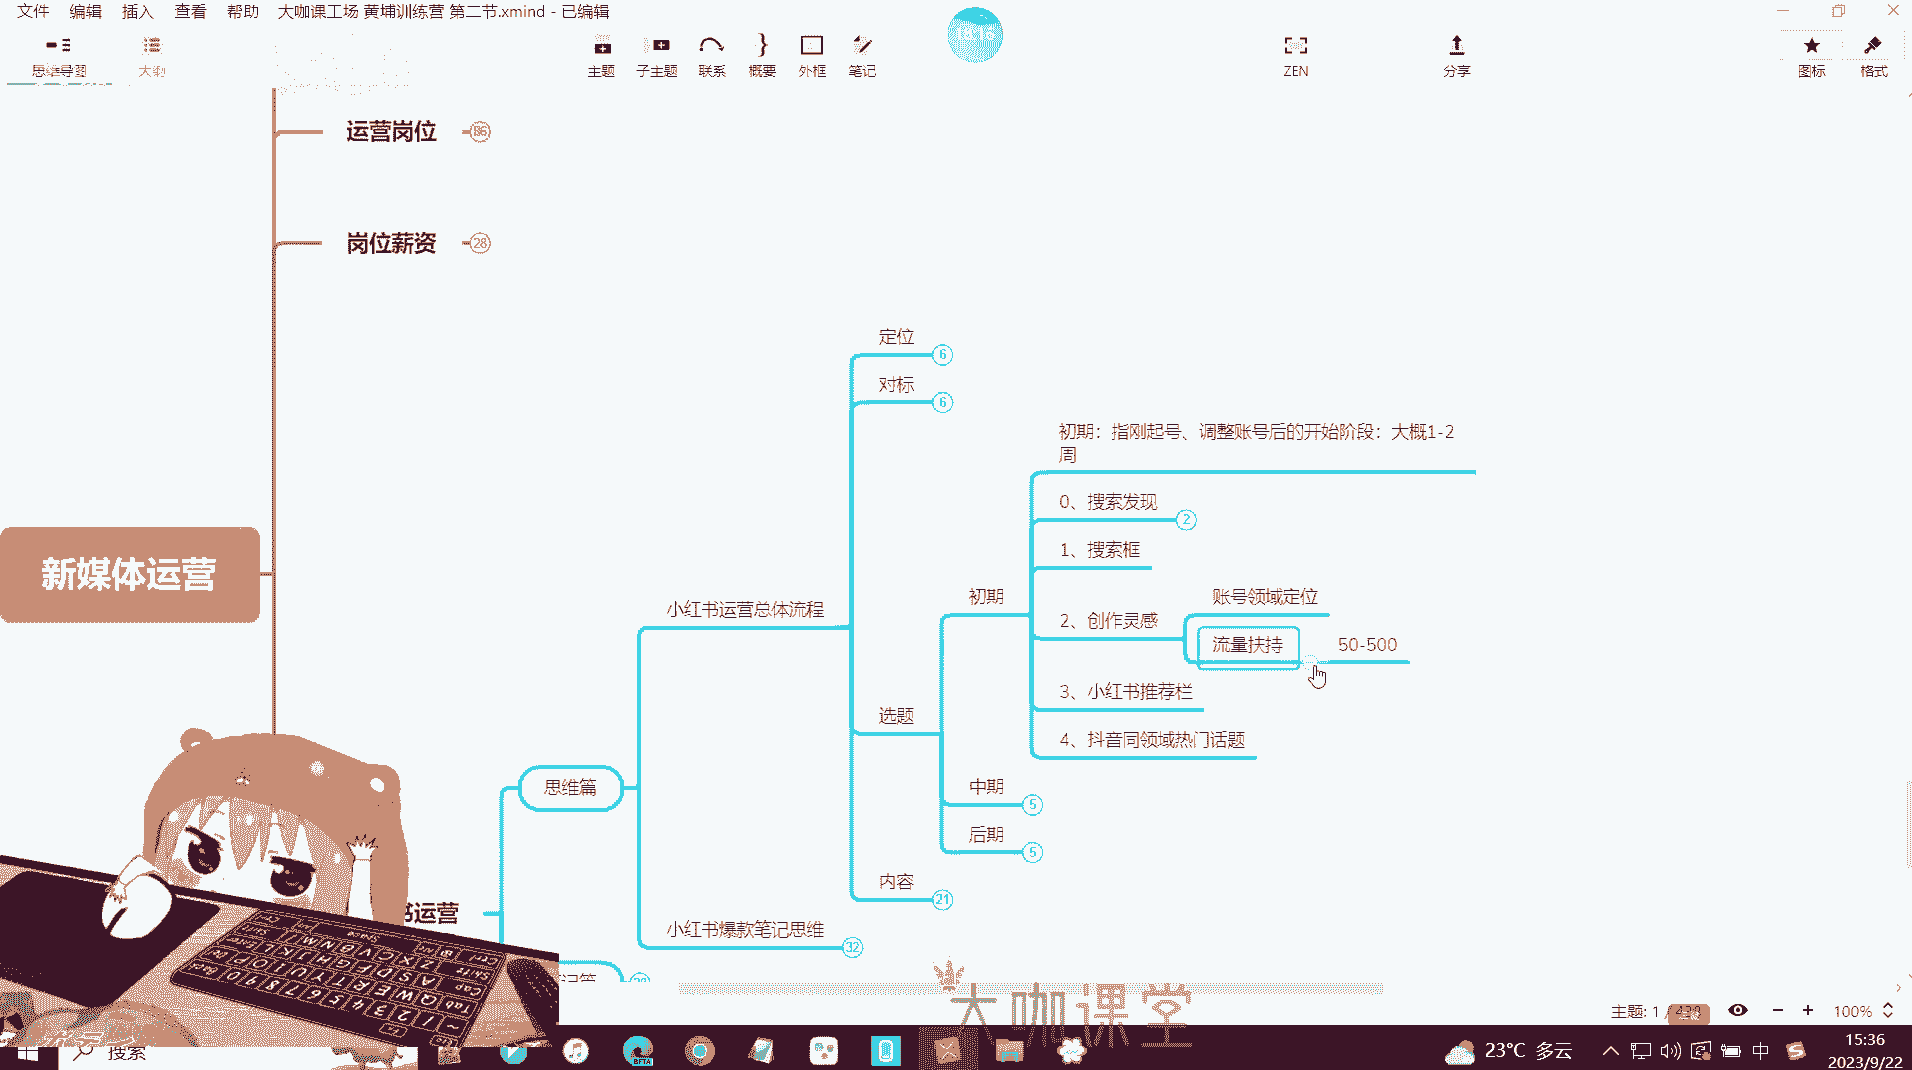 文件 编辑 插入 查看 帮助 大咖课工场 黄埔训练营 第二节.xmind - 已编辑
思维导图 大纲 主题 子主题 联系 概要 外框 笔记 ZEN 分享 图标 格式
运营岗位 86
岗位薪资 28
定位 6
对标 6
初期：指刚起号、调整账号后的开始阶段：大概1-2
周
0、搜索发现 2
1、搜索框
新媒体运营
小红书运营总体流程
初期
账号领域定位
2、创作灵感
流量扶持 50-500
3、小红书推荐栏
选题
4、抖音同领域热门话题
思维篇
中期 5
后期 5
内容 21
书运营
小红书爆款笔记思维 32
大咖课堂
主题: 1 /
100%
搜索
BETA
23°C 多云
中
15:36
2023/9/22